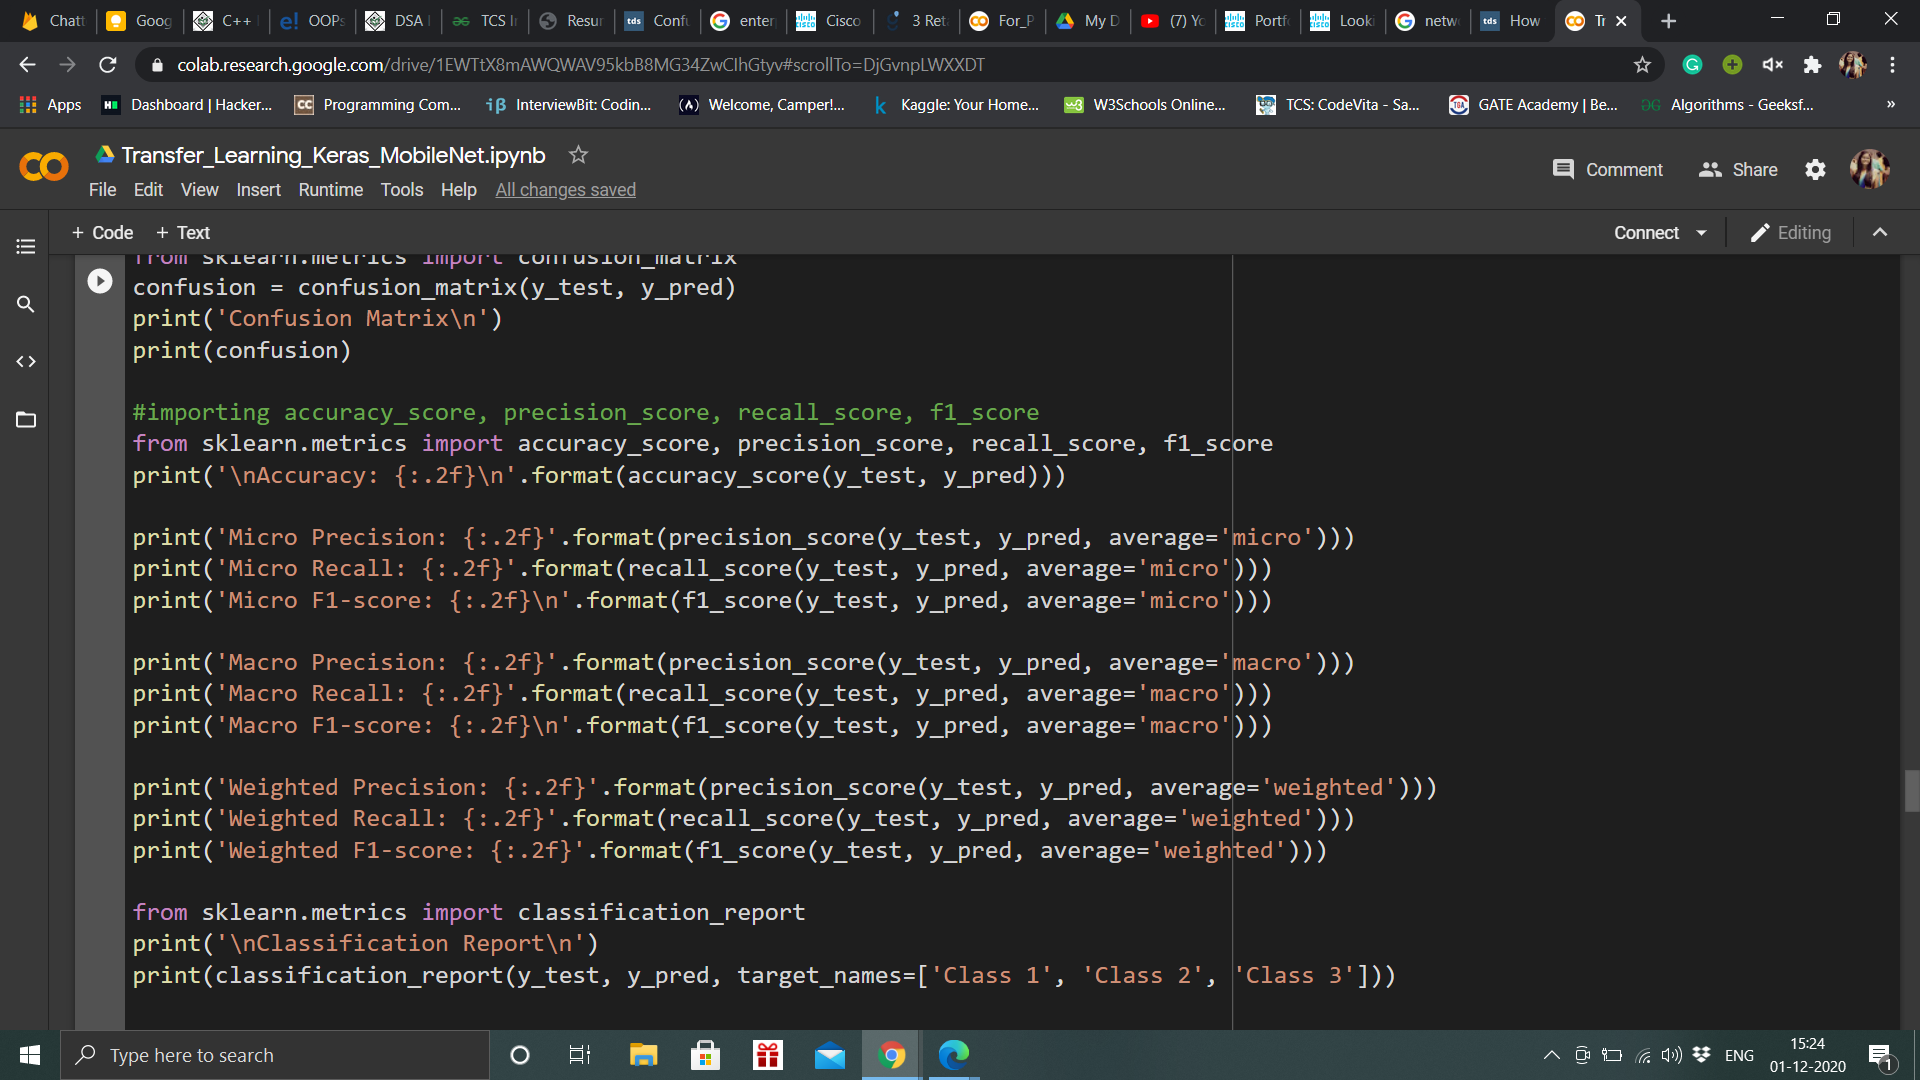 Chatt
Goog
C++
OOPs
DSA
TCS I
Resur
Confu
enter
Cisco
3 Ret
For_P
My D
(7) Yo
Portfo
Looki
netw
How
Tr
colab.research.google.com/drive/1EWTtX8mAWQWAV95kbB8MG34ZwClhGtyv#scrollTo=DjGvnpLWXXDT
Apps Dashboard | Hacker... Programming Com... InterviewBit: Codin... Welcome, Camper!... Kaggle: Your Home... W3Schools Online... TCS: CodeVita - Sa... GATE Academy | Be... Algorithms - Geeksf... »
Transfer_Learning_Keras_MobileNet.ipynb
File Edit View Insert Runtime Tools Help All changes saved
Comment Share
+ Code + Text
Connect Editing
from sklearn.metrics import confusion_matrix
confusion = confusion_matrix(y_test, y_pred)
print('Confusion Matrix\n')
print(confusion)
#importing accuracy_score, precision_score, recall_score, f1_score
from sklearn.metrics import accuracy_score, precision_score, recall_score, f1_score
print('\nAccuracy: {:.2f}\n'.format(accuracy_score(y_test, y_pred)))
print('Micro Precision: {:.2f}'.format(precision_score(y_test, y_pred, average='micro')))
print('Micro Recall: {:.2f}'.format(recall_score(y_test, y_pred, average='micro')))
print('Micro F1-score: {:.2f}\n'.format(f1_score(y_test, y_pred, average='micro')))
print('Macro Precision: {:.2f}'.format(precision_score(y_test, y_pred, average='macro')))
print('Macro Recall: {:.2f}'.format(recall_score(y_test, y_pred, average='macro')))
print('Macro F1-score: {:.2f}\n'.format(f1_score(y_test, y_pred, average='macro')))
print('Weighted Precision: {:.2f}'.format(precision_score(y_test, y_pred, average='weighted')))
print('Weighted Recall: {:.2f}'.format(recall_score(y_test, y_pred, average='weighted')))
print('Weighted F1-score: {:.2f}'.format(f1_score(y_test, y_pred, average='weighted')))
from sklearn.metrics import classification_report
print('\nClassification Report\n')
print(classification_report(y_test, y_pred, target_names=['Class 1', 'Class 2', 'Class 3']))
Type here to search
ENG
15:24
01-12-2020
1